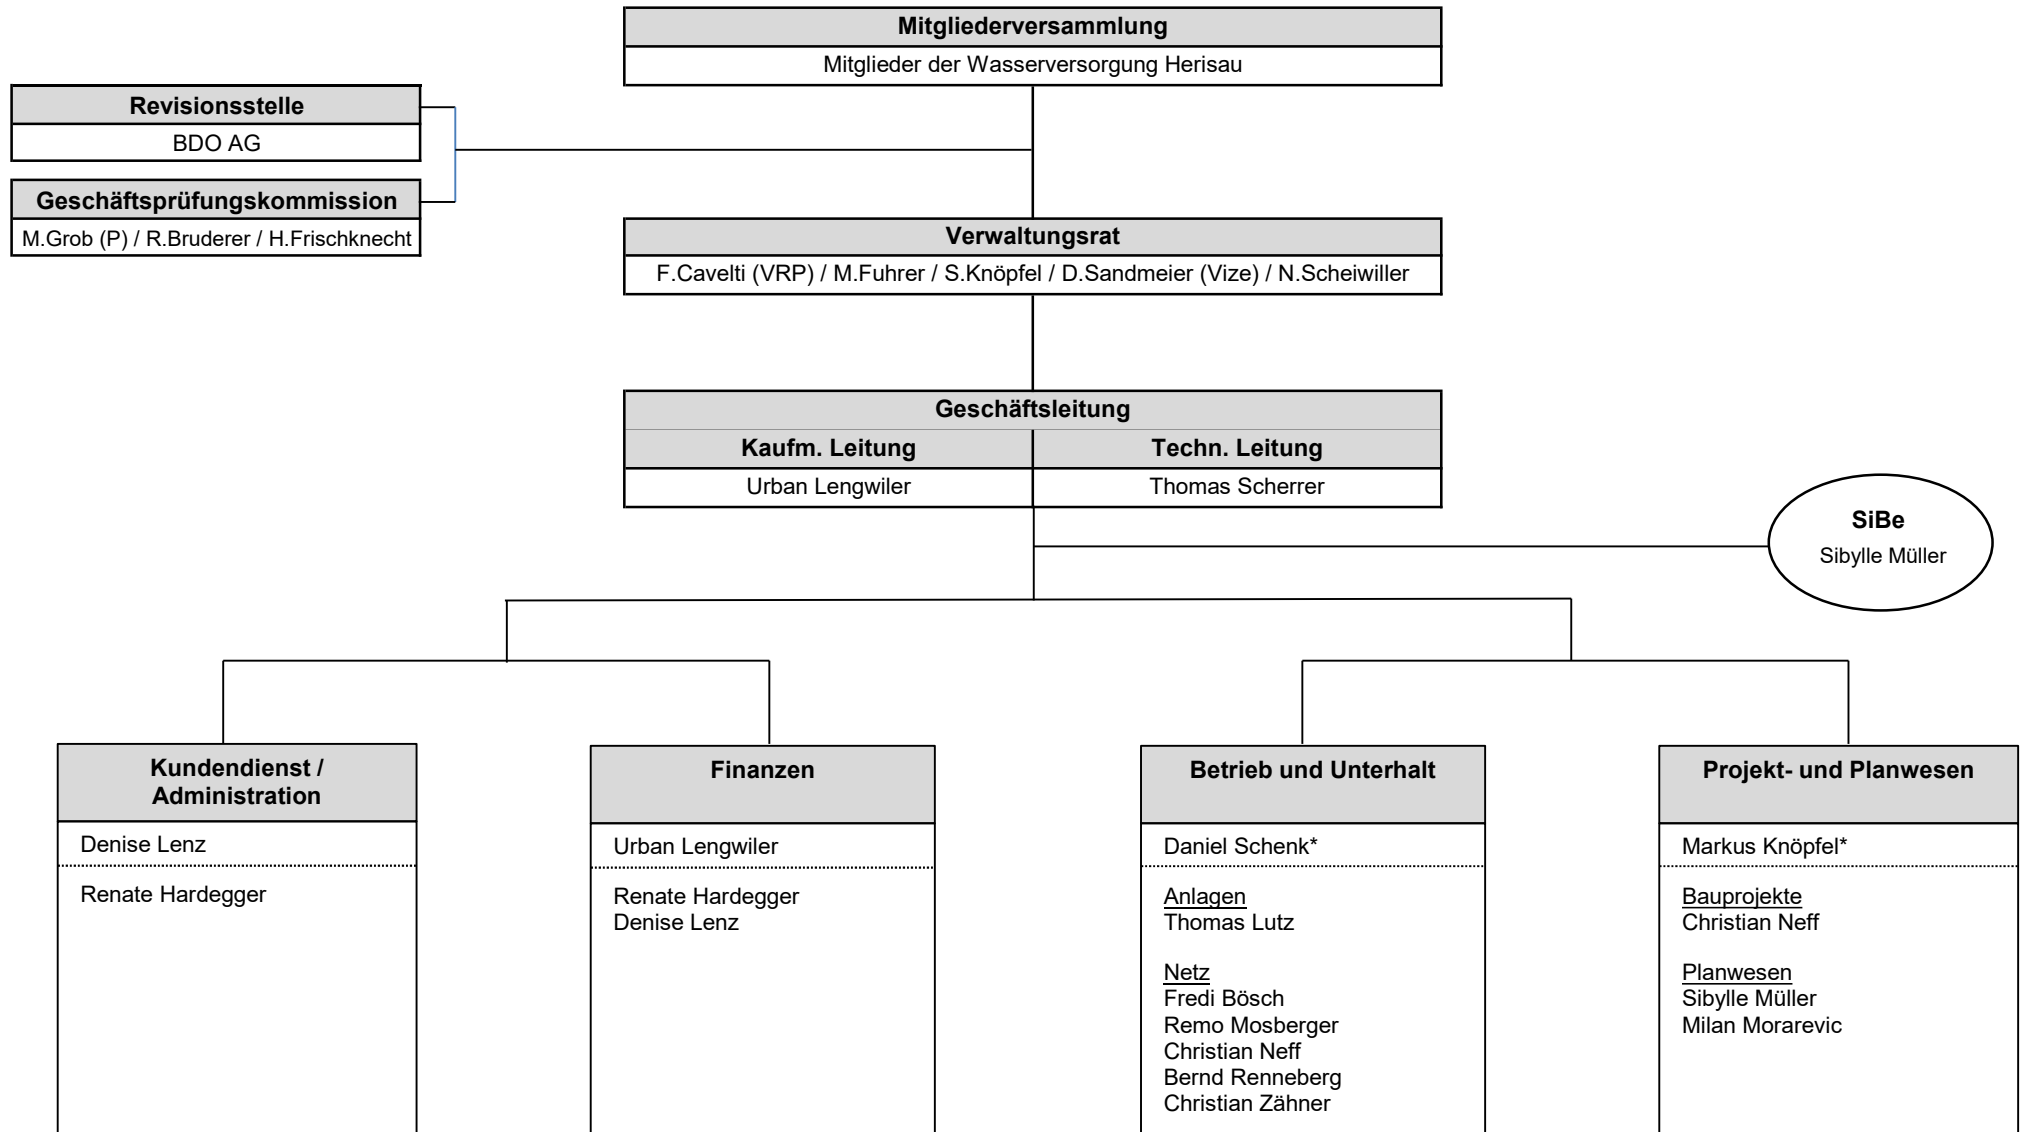 Mitgliederversammlung
Mitglieder der Wasserversorgung Herisau
Revisionsstelle
BDO AG
Geschäftsprüfungskommission
M.Grob (P) / R.Bruderer / H.Frischknecht
Verwaltungsrat
F.Cavelti (VRP) / M.Fuhrer / S.Knöpfel / D.Sandmeier (Vize) / N.Scheiwiller
Geschäftsleitung
Kaufm. Leitung
Techn. Leitung
Urban Lengwiler
Thomas Scherrer
SiBe
Sibylle Müller
Kundendienst /
Administration
Denise Lenz
Renate Hardegger
Finanzen
Urban Lengwiler
Renate Hardegger
Denise Lenz
Betrieb und Unterhalt
Daniel Schenk*
Anlagen
Thomas Lutz
Netz
Fredi Bösch
Remo Mosberger
Christian Neff
Bernd Renneberg
Christian Zähner
Projekt- und Planwesen
Markus Knöpfel*
Bauprojekte
Christian Neff
Planwesen
Sibylle Müller
Milan Morarevic